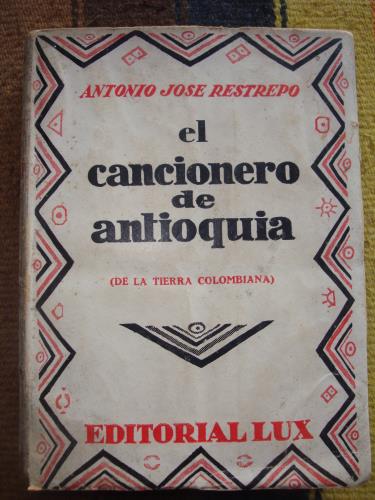 ANTONIO JOSE RESTREPO
el
cancionero
de
antioquia
(DE LA TIERRA COLOMBIANA)
EDITORIAL LUX